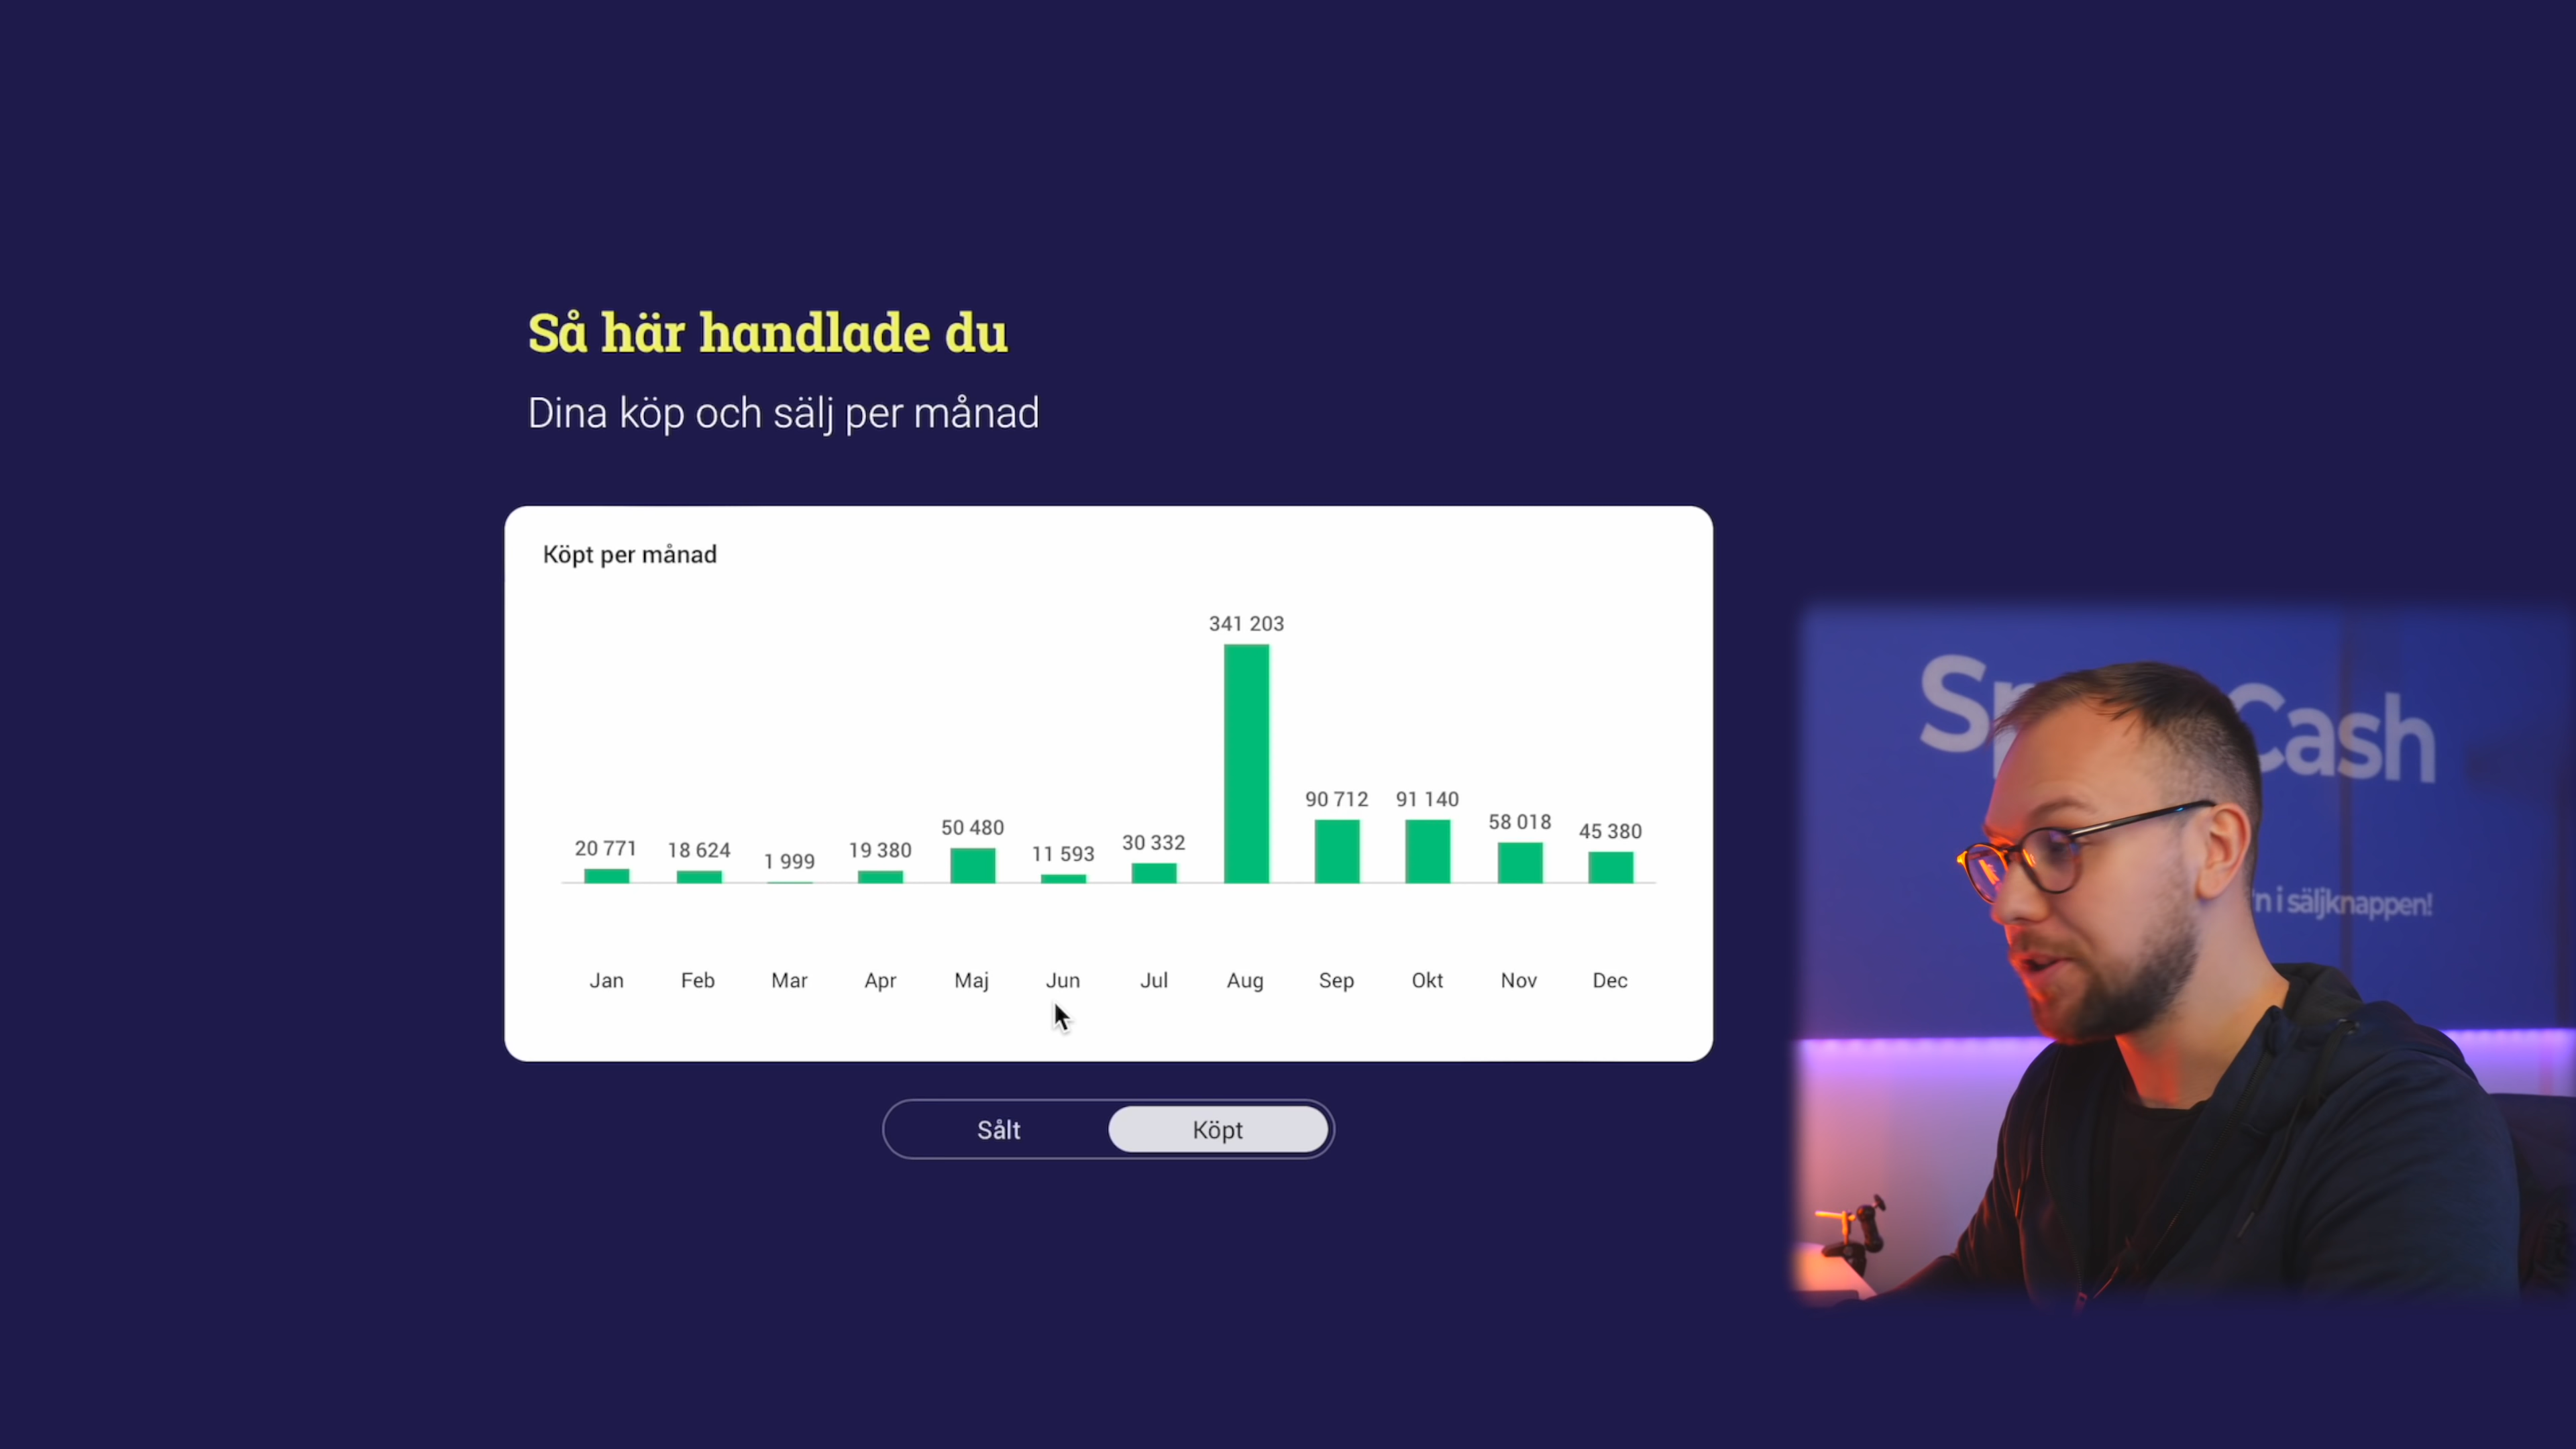 Så här handlade du
Dina köp och sälj per månad
Köpt per månad
341 203
90 712 91 140
50 480 58 018 45 380
20 771 18 624 1 999 19 380 11 593 30 332
Jan Feb Mar Apr Maj Jun Jul Aug Sep Okt Nov Dec
Sålt Köpt
Cash
i säljknappen!